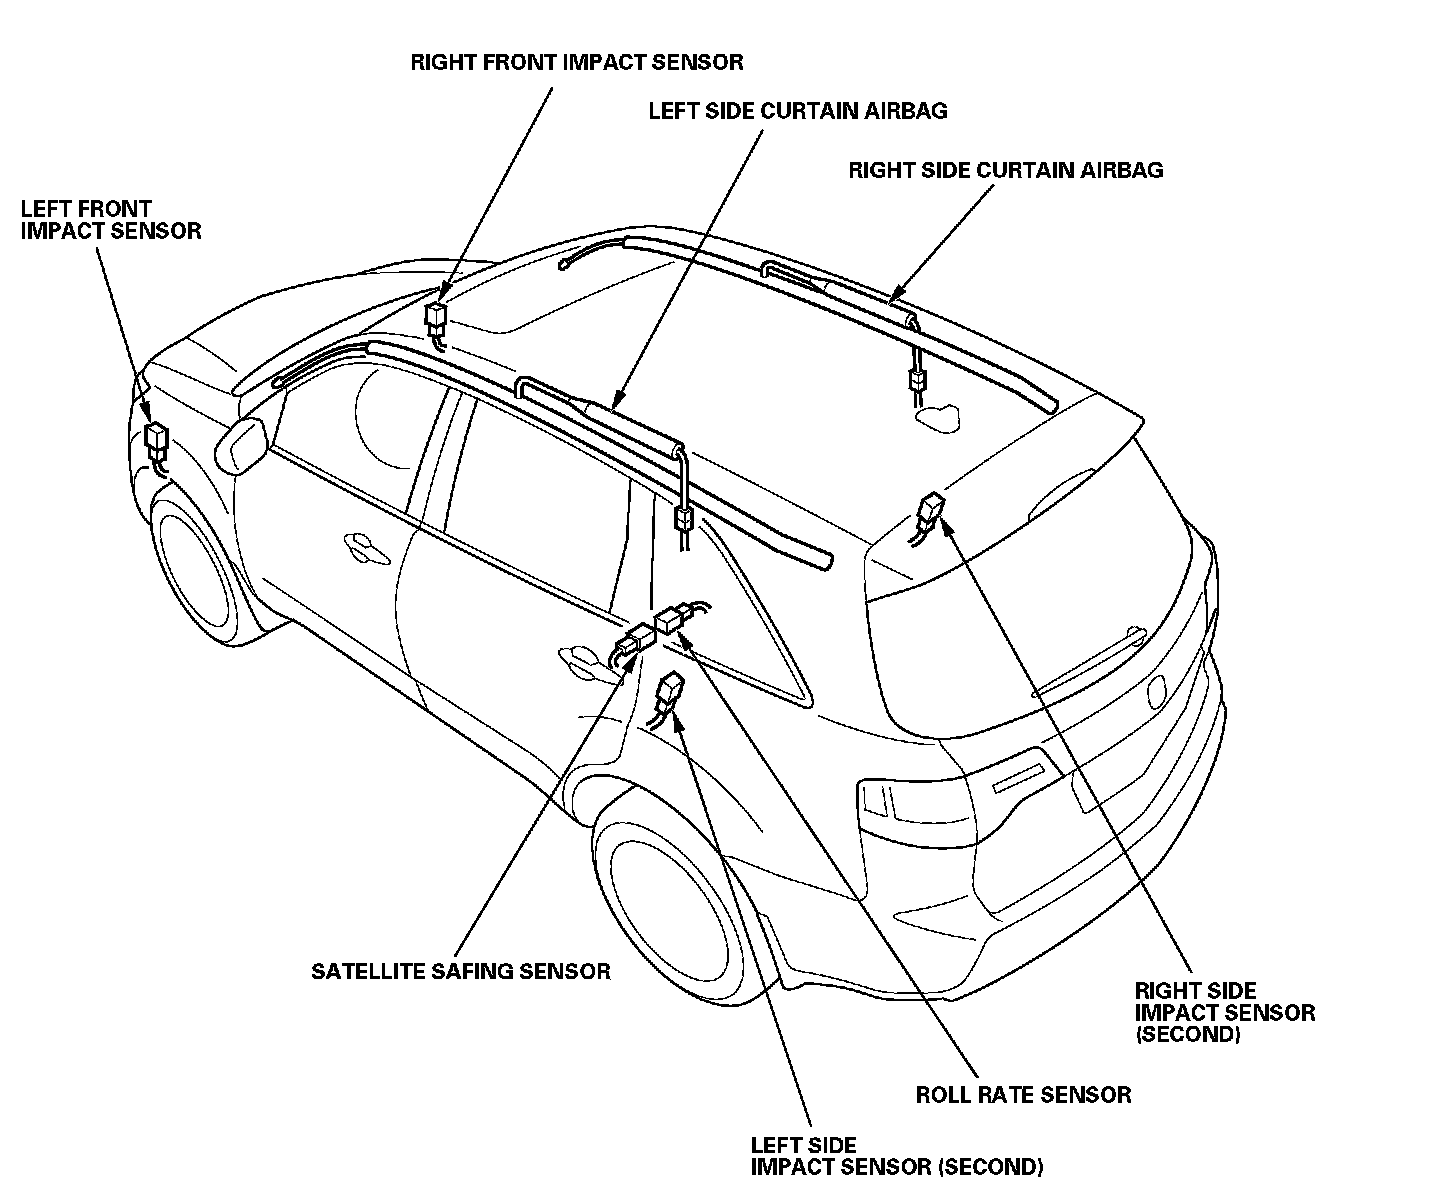 RIGHT FRONT IMPACT SENSOR
LEFT SIDE CURTAIN AIRBAG
RIGHT SIDE CURTAIN AIRBAG
LEFT FRONT
IMPACT SENSOR
SATELLITE SAFING SENSOR
RIGHT SIDE
IMPACT SENSOR
(SECOND)
ROLL RATE SENSOR
LEFT SIDE
IMPACT SENSOR (SECOND)